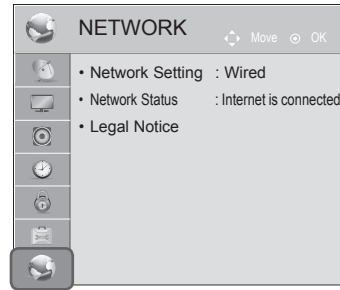 NETWORK
Move OK
• Network Setting : Wired
• Network Status : Internet is connected
• Legal Notice